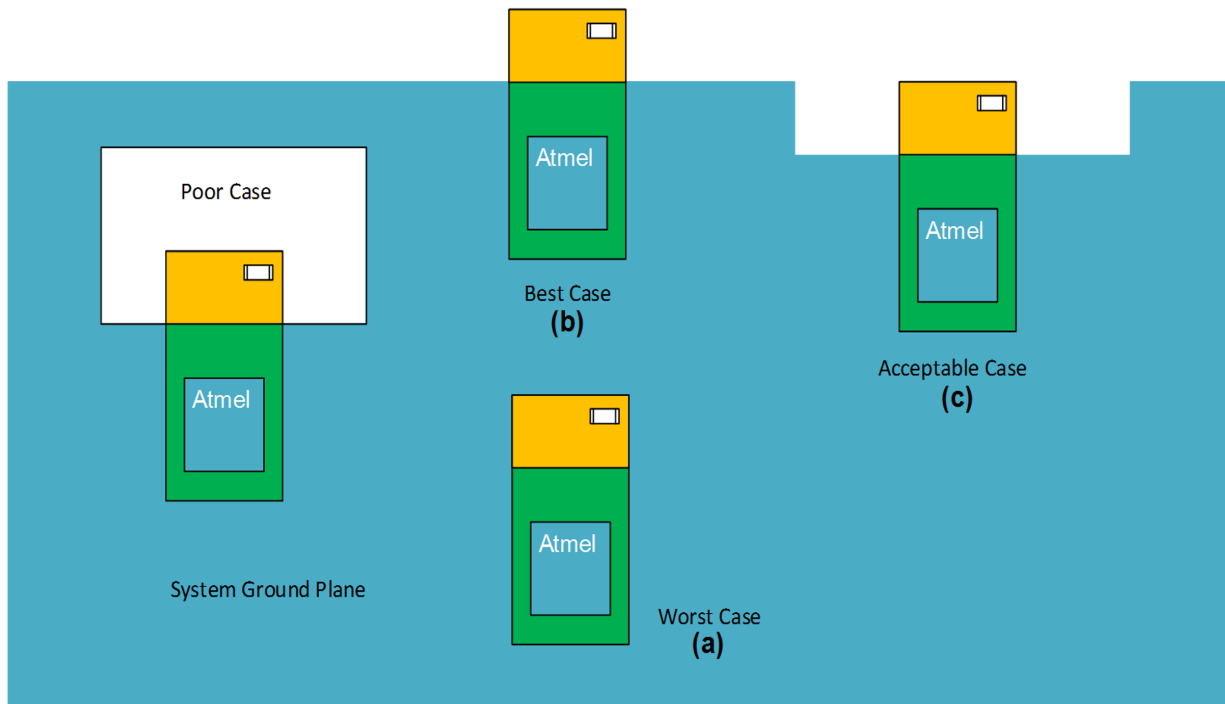 Poor Case
Atmel
Atmel
Atmel
Best Case
(b)
Acceptable Case
(c)
Atmel
System Ground Plane
Worst Case
(a)